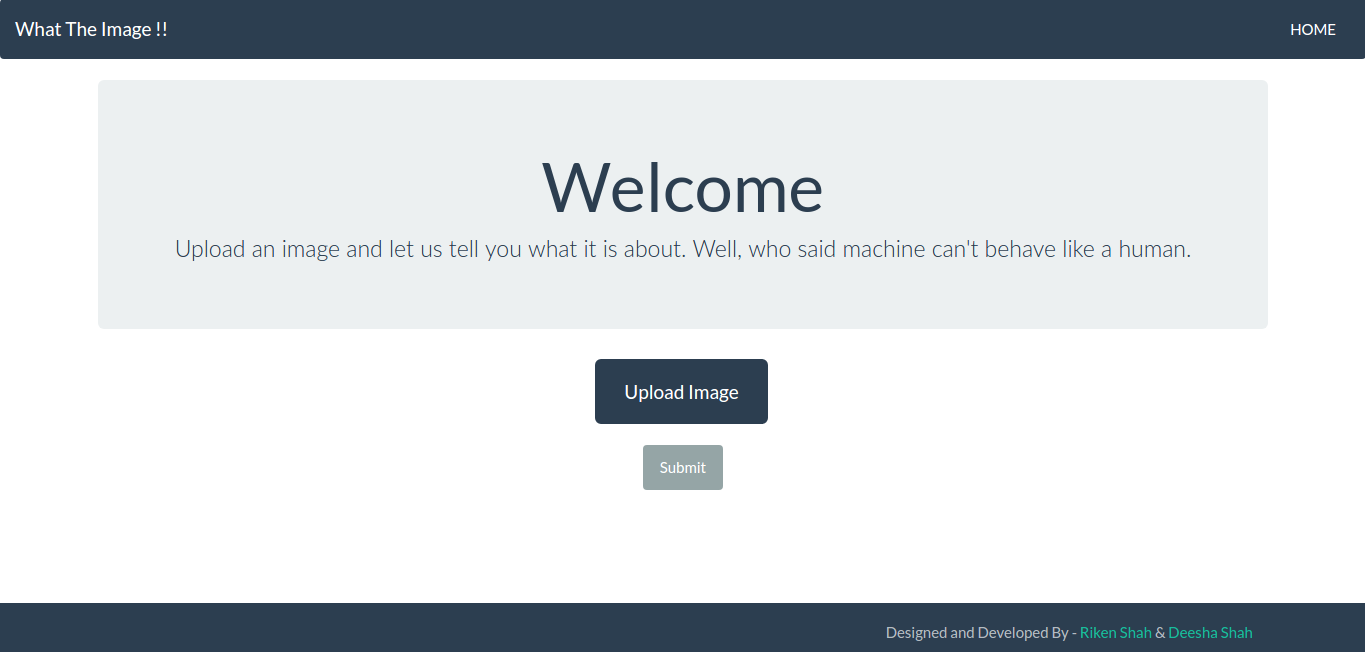 What The Image !!
HOME
Welcome
Upload an image and let us tell you what it is about. Well, who said machine can't behave like a human.
Upload Image
Submit
Designed and Developed By - Riken Shah & Deesha Shah